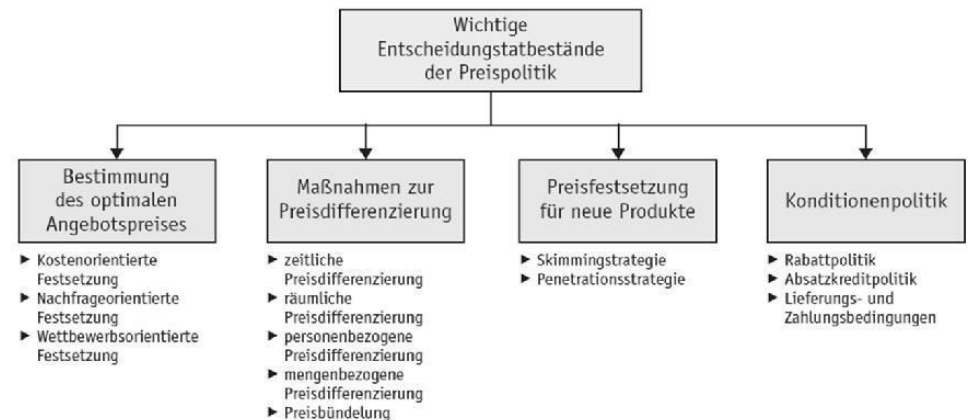 Wichtige
Entscheidungstatbestände
der Preispolitik
Bestimmung
des optimalen
Angebotspreises
► Kostenorientierte
Festsetzung
► Nachfrageorientierte
Festsetzung
► Wettbewerbsorientierte
Festsetzung
Maßnahmen zur
Preisdifferenzierung
► zeitliche
Preisdifferenzierung
► räumliche
Preisdifferenzierung
► personenbezogene
Preisdifferenzierung
► mengenbezogene
Preisdifferenzierung
► Preisbündelung
Preisfestsetzung
für neue Produkte
► Skimmingstrategie
► Penetrationsstrategie
Konditionenpolitik
► Rabattpolitik
► Absatzkreditpolitik
► Lieferungs- und
Zahlungsbedingungen